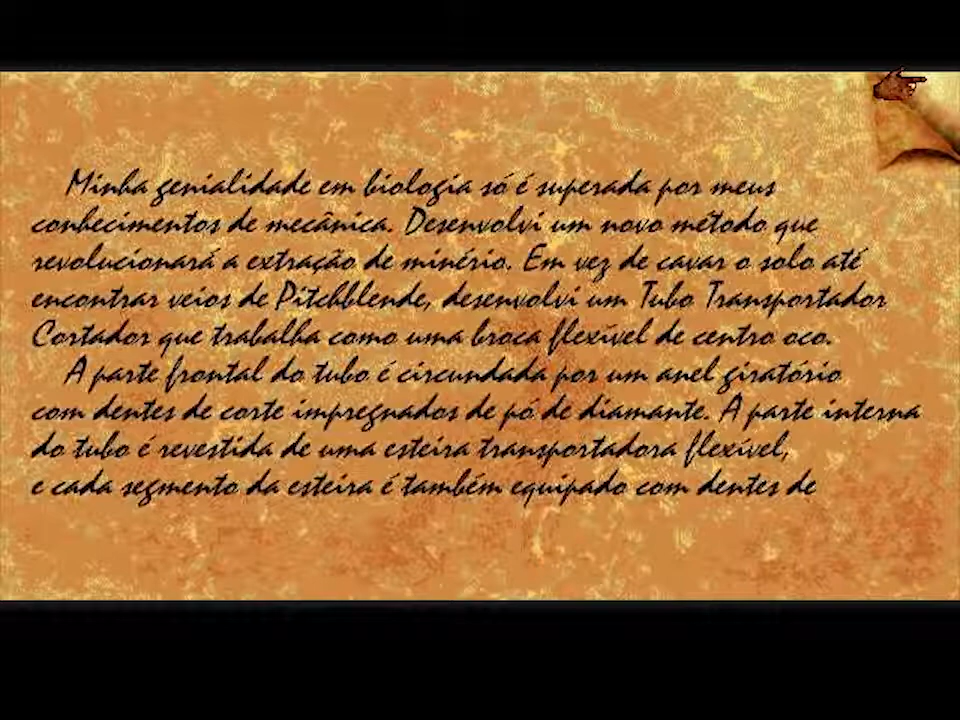 Minha genialidade em biologia só é superada por meus
conhecimentos de mecânica. Desenvolvi um novo método que
revolucionará a extração de minério. Em vez de cavar o solo até
encontrar veios de Pitchblende, desenvolvi um Tubo Transportador
Cortador que trabalha como uma broca flexível de centro oco.
A parte frontal do tubo é circundada por um anel giratório
com dentes de corte impregnados de pó de diamante. A parte interna
do tubo é revestida de uma esteira transportadora flexível,
e cada segmento da esteira é também equipado com dentes de